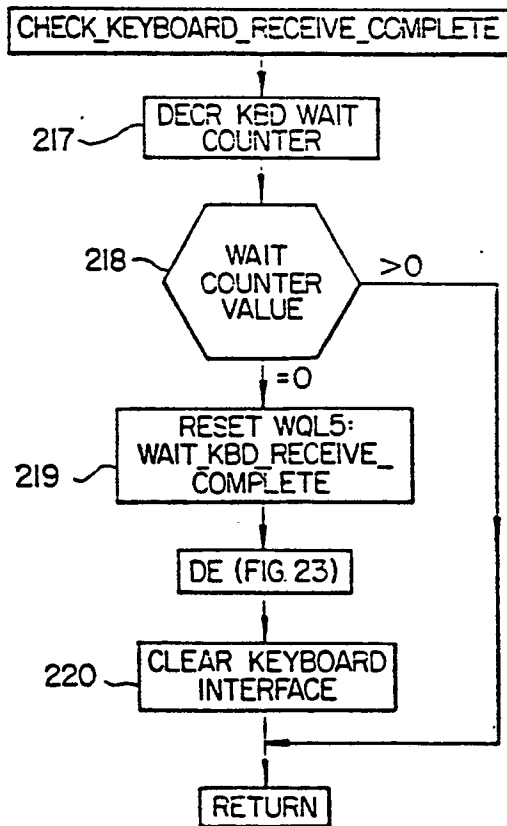 CHECK_KEYBOARD_RECEIVE_COMPLETE
217
DECR KBD WAIT
COUNTER
218
WAIT
COUNTER
VALUE
>0
=0
219
RESET WQL5:
WAIT_KBD_RECEIVE_
COMPLETE
DE (FIG. 23)
220
CLEAR KEYBOARD
INTERFACE
RETURN